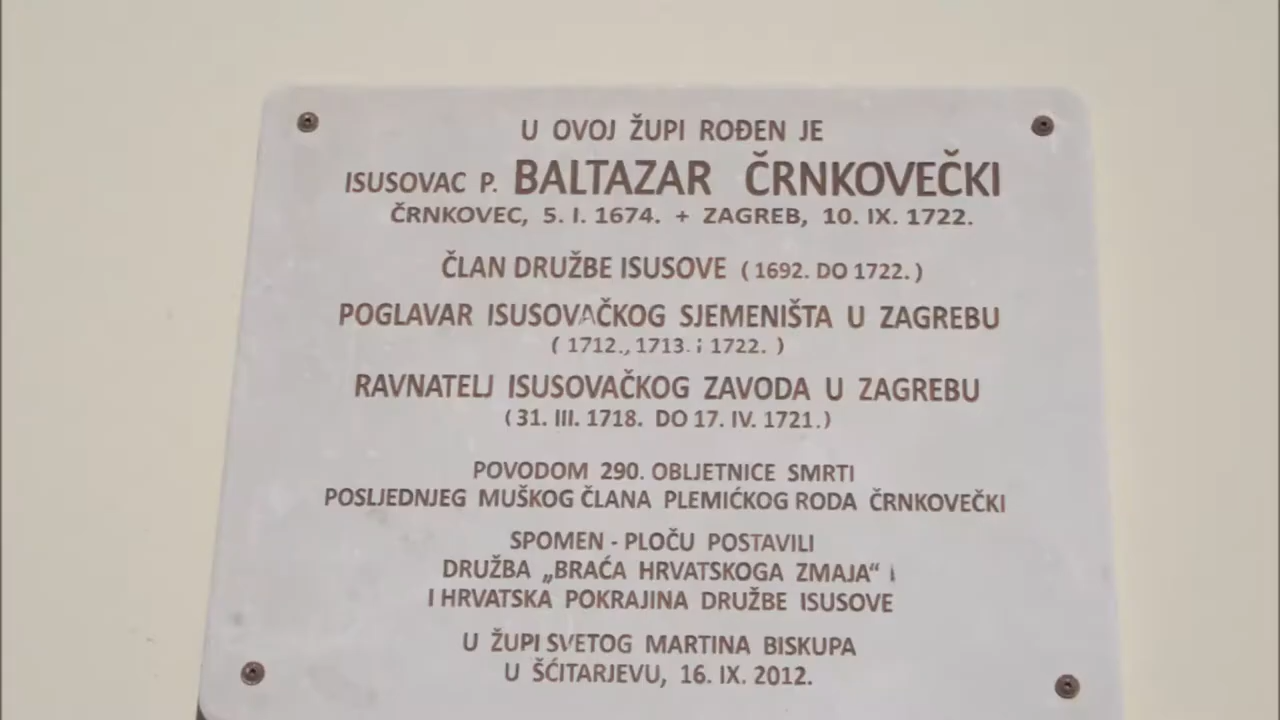 U OVOJ ŽUPI ROĐEN JE
ISUSOVAC P. BALTAZAR ČRNKOVEČKI
ČRNKOVEC, 5. I. 1674. + ZAGREB, 10. IX. 1722.
ČLAN DRUŽBE ISUSOVE ( 1692. DO 1722. )
POGLAVAR ISUSOVAČKOG SJEMENIŠTA U ZAGREBU
( 1712., 1713. i 1722. )
RAVNATELJ ISUSOVAČKOG ZAVODA U ZAGREBU
( 31. III. 1718. DO 17. IV. 1721. )
POVODOM 290. OBLJETNICE SMRTI
POSLJEDNJEG MUŠKOG ČLANA PLEMIĆKOG RODA ČRNKOVEČKI
SPOMEN - PLOČU POSTAVILI
DRUŽBA „BRAĆA HRVATSKOGA ZMAJA“ i
I HRVATSKA POKRAJINA DRUŽBE ISUSOVE
U ŽUPI SVETOG MARTINA BISKUPA
U ŠĆITARJEVU, 16. IX. 2012.